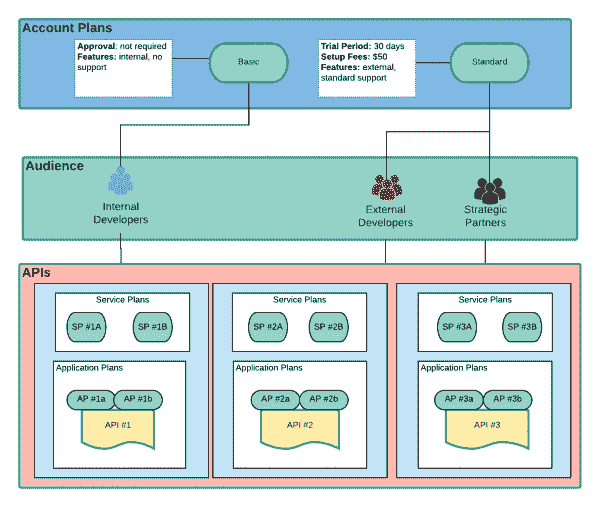 Account Plans
Approval: not required
Features: internal, no
support
Basic
Trial Period: 30 days
Setup Fees: $50
Features: external,
standard support
Standard
Audience
Internal
Developers
External
Developers
Strategic
Partners
APIs
Service Plans
SP #1A
SP #1B
Application Plans
AP #1a
AP #1b
API #1
Service Plans
SP #2A
SP #2B
Application Plans
AP #2a
AP #2b
API #2
Service Plans
SP #3A
SP #3B
Application Plans
AP #3a
AP #3b
API #3